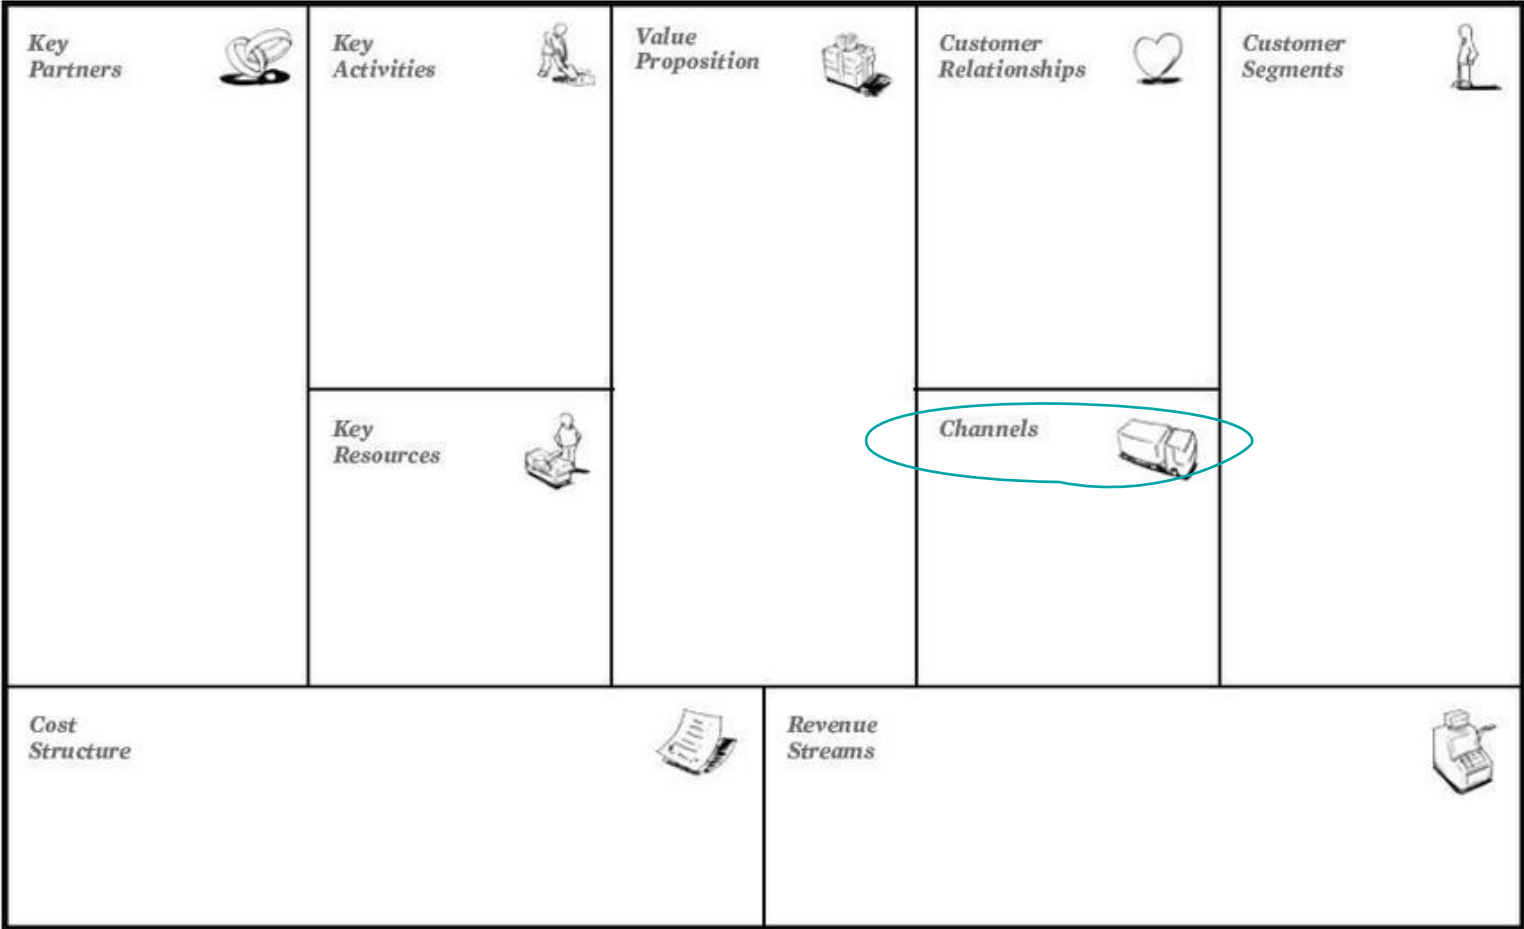 Key
Partners
Key
Activities
Value
Proposition
Customer
Relationships
Customer
Segments
Key
Resources
Channels
Cost
Structure
Revenue
Streams